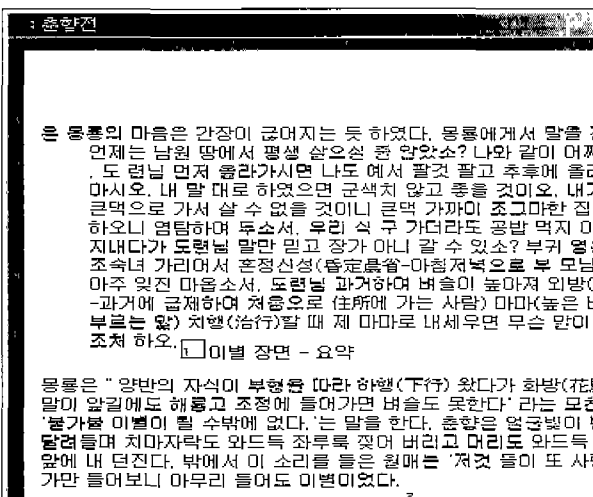 : 춘향전
은 몽룡의 마음은 간장이 굽어지는 듯 하였다. 몽룡에게서 말을
언제는 남원 땅에서 평생 살으실 줄 알았소? 나와 같이 어찌
. 도 련님 먼저 올라가시면 나도 예서 팔것 팔고 추후에 올라
마시오. 내 말 대로 하였으면 군색치 않고 좋을 것이오. 내가
큰댁으로 가서 살 수 없을 것이니 큰댁 가까이 조그마한 집
하오니 염탐하여 두소서. 우리 식 구 가더라도 공밥 먹지 아
지내다가 도련님 말만 믿고 장가 아니 갈 수 있소? 부귀 영
조숙녀 가리어서 혼정신성(昏定晨省-아침저녁으로 부 모님
아주 잊진 마옵소서. 도련님 과거하여 벼슬이 높아져 외방(
-과거에 급제하여 처음으로 住所에 가는 사람) 마마(높은
부르는 말) 치행(治行)할 때 제 마마로 내세우면 무슨 말이
조처 하오.
1 이별 장면 - 요약
몽룡은 " 양반의 자식이 부형을 따라 하행(下行) 왔다가 화방(花
말이 앞길에도 해롭고 조정에 들어가면 벼슬도 못한다" 라는 모친
'불가불 이별이 될 수밖에 없다.'는 말을 한다. 춘향은 얼굴빛이
달려들며 치마자락도 와드득 좌루룩 찢어 버리고 머리도 와드득
앞에 내 던진다. 밖에서 이 소리를 들은 월매는 '저것 들이 또 사
가만 들어보니 아무리 들어도 이별이었다.